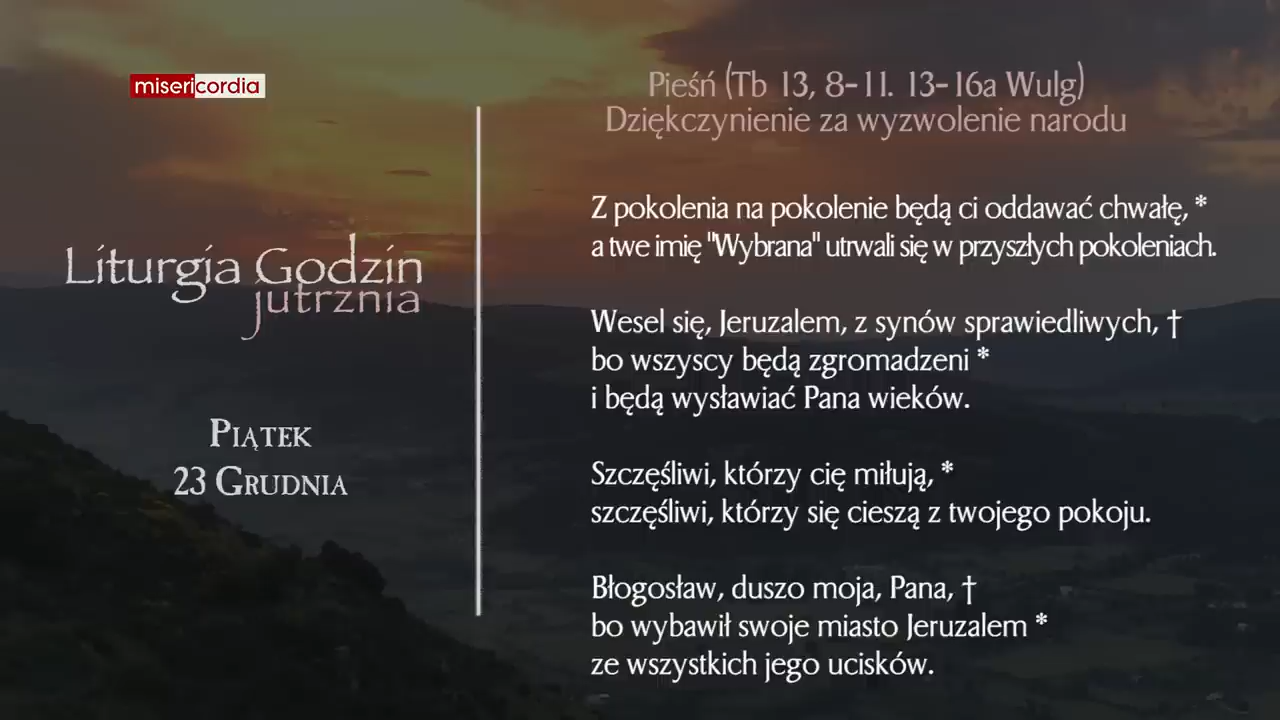 misericordia
Liturgia Godzin
jutrznia
Piątek
23 Grudnia
Pieśń (Tb 13, 8-11. 13-16a Wulg)
Dziękczynienie za wyzwolenie narodu
Z pokolenia na pokolenie będą ci oddawać chwałę, *
a twe imię "Wybrana" utrwali się w przyszłych pokoleniach.
Wesel się, Jeruzalem, z synów sprawiedliwych, †
bo wszyscy będą zgromadzeni *
i będą wysławiać Pana wieków.
Szczęśliwi, którzy cię miłują, *
szczęśliwi, którzy się cieszą z twojego pokoju.
Błogosław, duszo moja, Pana, †
bo wybawił swoje miasto Jeruzalem *
ze wszystkich jego ucisków.